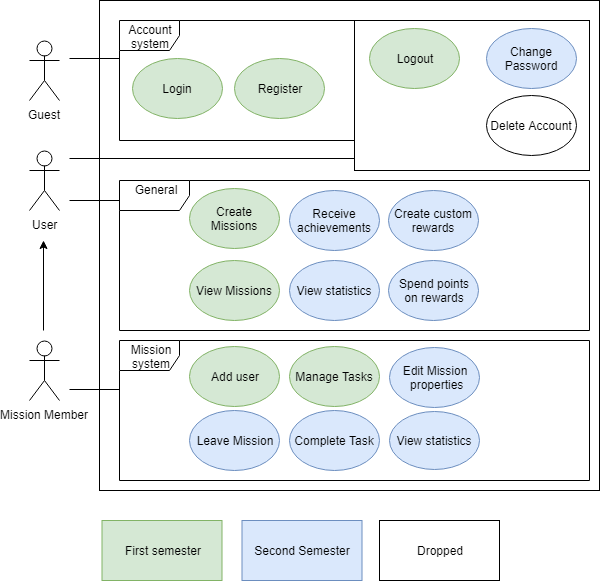 Account
system
Login
Register
Logout
Change
Password
Delete Account
Guest
User
General
Create
Missions
Receive
achievements
Create custom
rewards
View Missions
View statistics
Spend points
on rewards
Mission
system
Add user
Manage Tasks
Edit Mission
properties
Mission Member
Leave Mission
Complete Task
View statistics
First semester
Second Semester
Dropped